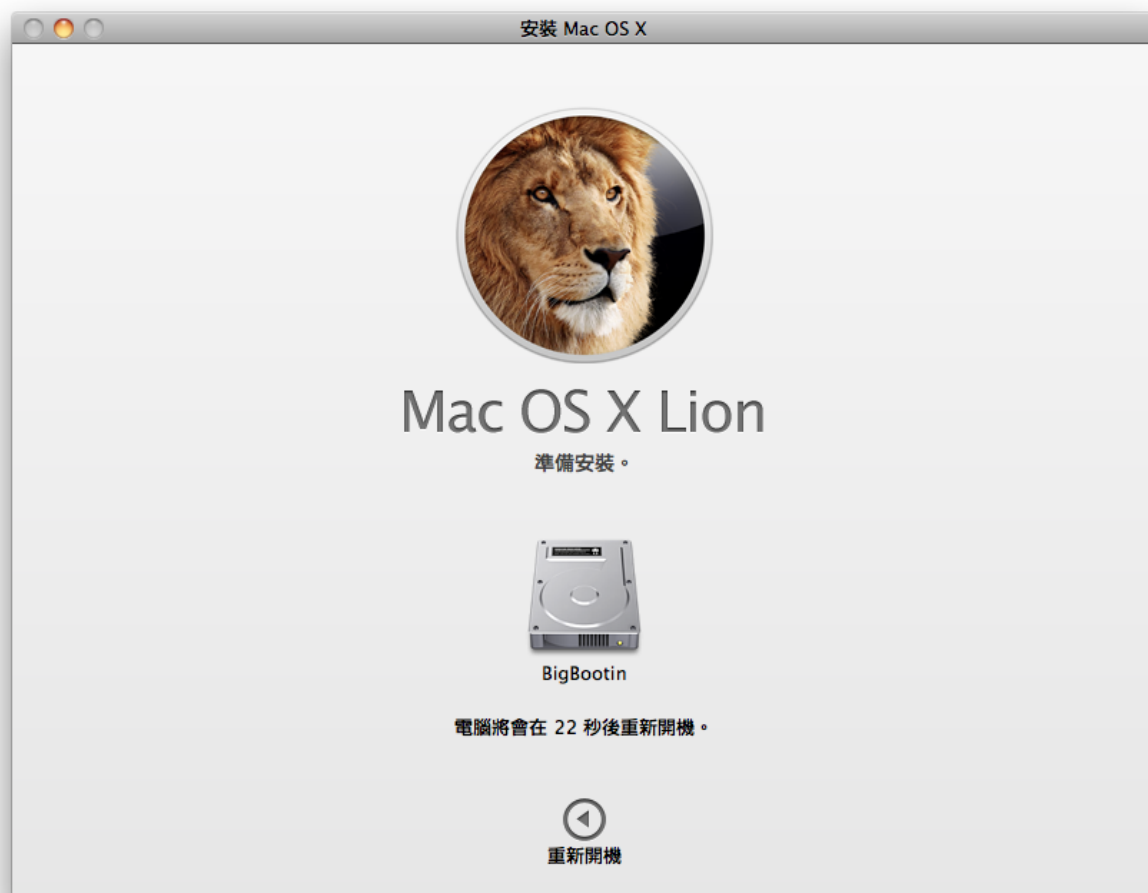 安裝 Mac OS X
Mac OS X Lion
準備安裝。
BigBootin
電腦將會在 22 秒後重新開機。
重新開機